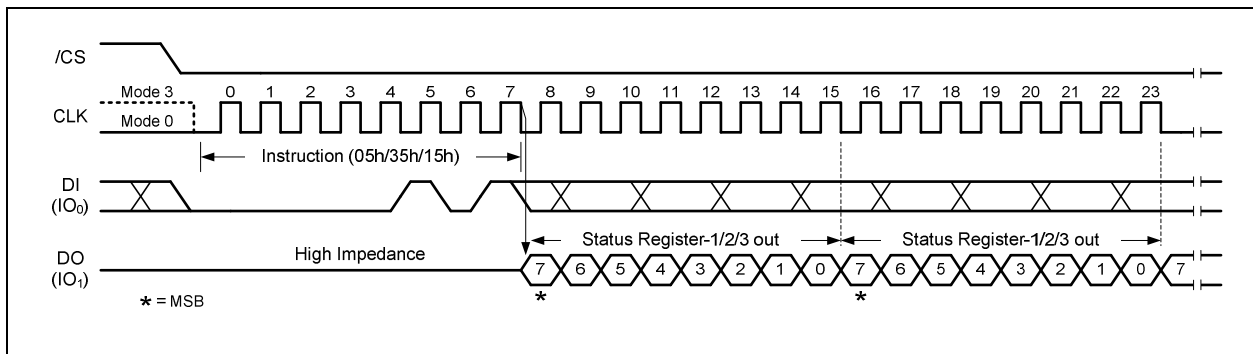 /CS
Mode 3
0 1 2 3 4 5 6 7 8 9 10 11 12 13 14 15 16 17 18 19 20 21 22 23
CLK
Mode 0
Instruction (05h/35h/15h)
DI
(IO₀)
Status Register-1/2/3 out Status Register-1/2/3 out
High Impedance
DO
(IO₁)
7 6 5 4 3 2 1 0 7 6 5 4 3 2 1 0 7
* = MSB * *